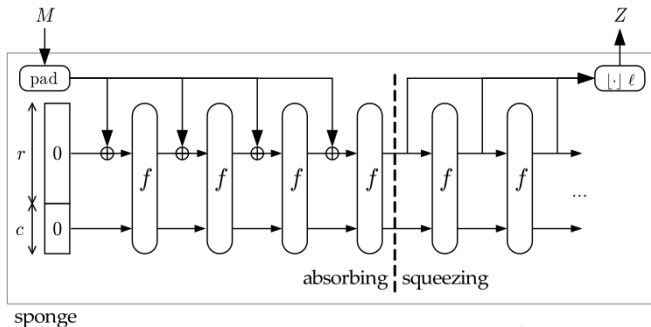 M Z
pad ⌊·⌋ ℓ
r 0 f f f f f f
c 0 ...
absorbing squeezing
sponge